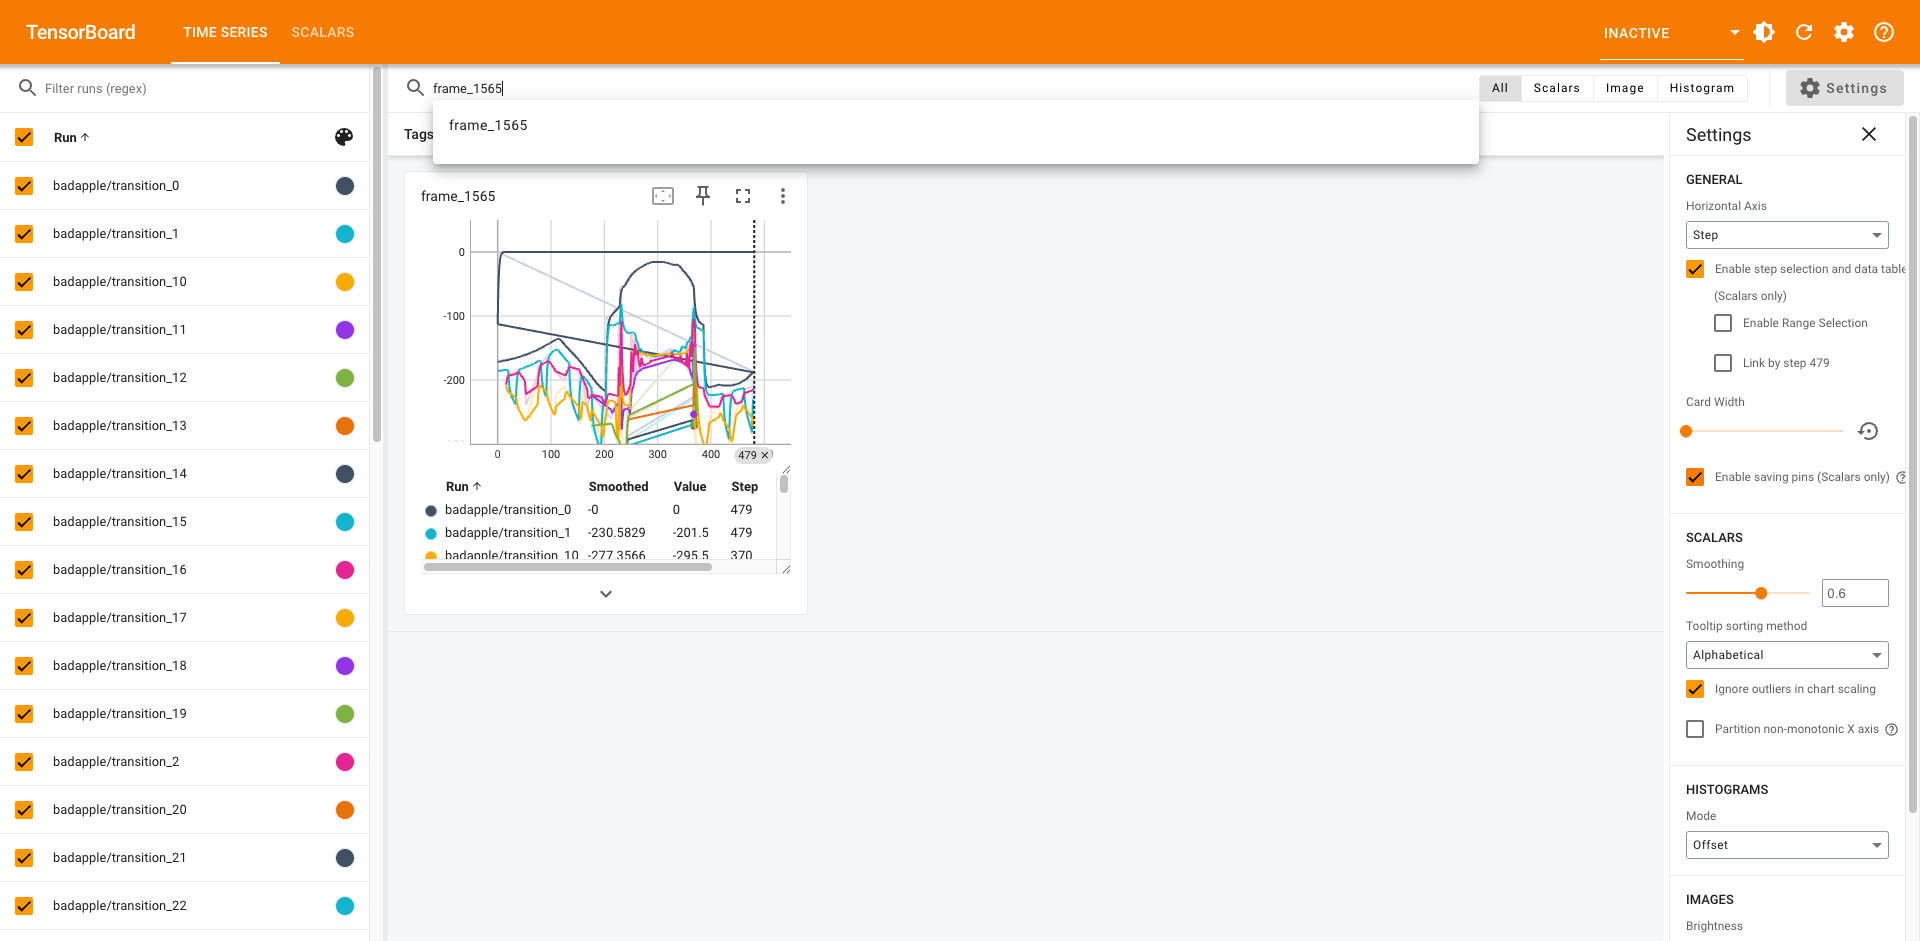 TensorBoard TIME SERIES SCALARS INACTIVE
Filter runs (regex)
Run
badapple/transition_0
badapple/transition_1
badapple/transition_10
badapple/transition_11
badapple/transition_12
badapple/transition_13
badapple/transition_14
badapple/transition_15
badapple/transition_16
badapple/transition_17
badapple/transition_18
badapple/transition_19
badapple/transition_2
badapple/transition_20
badapple/transition_21
badapple/transition_22
frame_1565
All Scalars Image Histogram Settings
frame_1565
Tags
frame_1565
0
-100
-200
0 100 200 300 400 479
Run Smoothed Value Step
badapple/transition_0 -0 0 479
badapple/transition_1 -230.5829 -201.5 479
badapple/transition_10 -277.3566 -295.5 370
Settings
GENERAL
Horizontal Axis
Step
Enable step selection and data table
(Scalars only)
Enable Range Selection
Link by step 479
Card Width
Enable saving pins (Scalars only)
SCALARS
Smoothing
0.6
Tooltip sorting method
Alphabetical
Ignore outliers in chart scaling
Partition non-monotonic X axis
HISTOGRAMS
Mode
Offset
IMAGES
Brightness